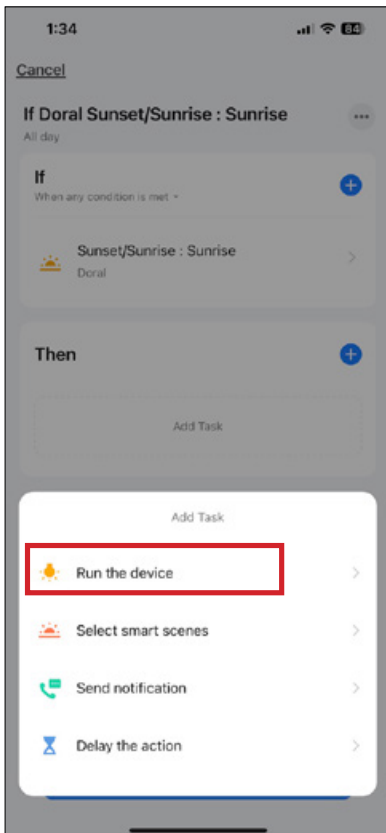 1:34
84
Cancel
If Doral Sunset/Sunrise : Sunrise
All day
If
When any condition is met
Sunset/Sunrise : Sunrise
Doral
Then
Add Task
Add Task
Run the device
Select smart scenes
Send notification
Delay the action